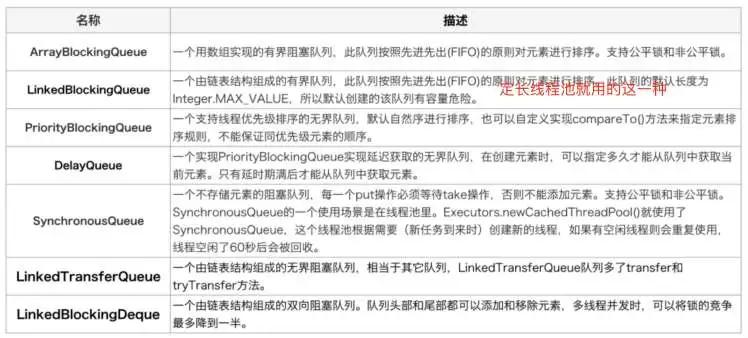 名称 描述
ArrayBlockingQueue 一个用数组实现的有界阻塞队列，此队列按照先进先出(FIFO)的原则对元素进行排序。支持公平锁和非公平锁。
LinkedBlockingQueue 一个由链表结构组成的有界队列，此队列按照先进先出(FIFO)的原则对元素进行排序。此队列的默认长度为
Integer.MAX_VALUE，所以默认创建的该队列有容量危险。
定长线程池就用的这一种
PriorityBlockingQueue 一个支持线程优先级排序的无界队列，默认自然序进行排序，也可以自定义实现compareTo()方法来指定元素排
序规则，不能保证同优先级元素的顺序。
DelayQueue 一个实现PriorityBlockingQueue实现延迟获取的无界队列，在创建元素时，可以指定多久才能从队列中获取当
前元素。只有延时期满后才能从队列中获取元素。
SynchronousQueue 一个不存储元素的阻塞队列，每一个put操作必须等待take操作，否则不能添加元素。支持公平锁和非公平锁。
SynchronousQueue的一个使用场景是在线程池里。Executors.newCachedThreadPool()就使用了
SynchronousQueue，这个线程池根据需要（新任务到来时）创建新的线程，如果有空闲线程则会重复使用，
线程空闲了60秒后会被回收。
LinkedTransferQueue 一个由链表结构组成的无界阻塞队列，相当于其它队列，LinkedTransferQueue队列多了transfer和
tryTransfer方法。
LinkedBlockingDeque 一个由链表结构组成的双向阻塞队列。队列头部和尾部都可以添加和移除元素，多线程并发时，可以将锁的竞争
最多降到一半。